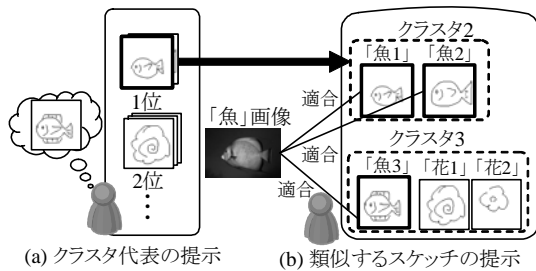 クラスタ2
「魚1」 「魚2」
適合
1位
「魚」画像
適合
クラスタ3
「魚3」 「花1」 「花2」
適合
2位
(a) クラスタ代表の提示
(b) 類似するスケッチの提示